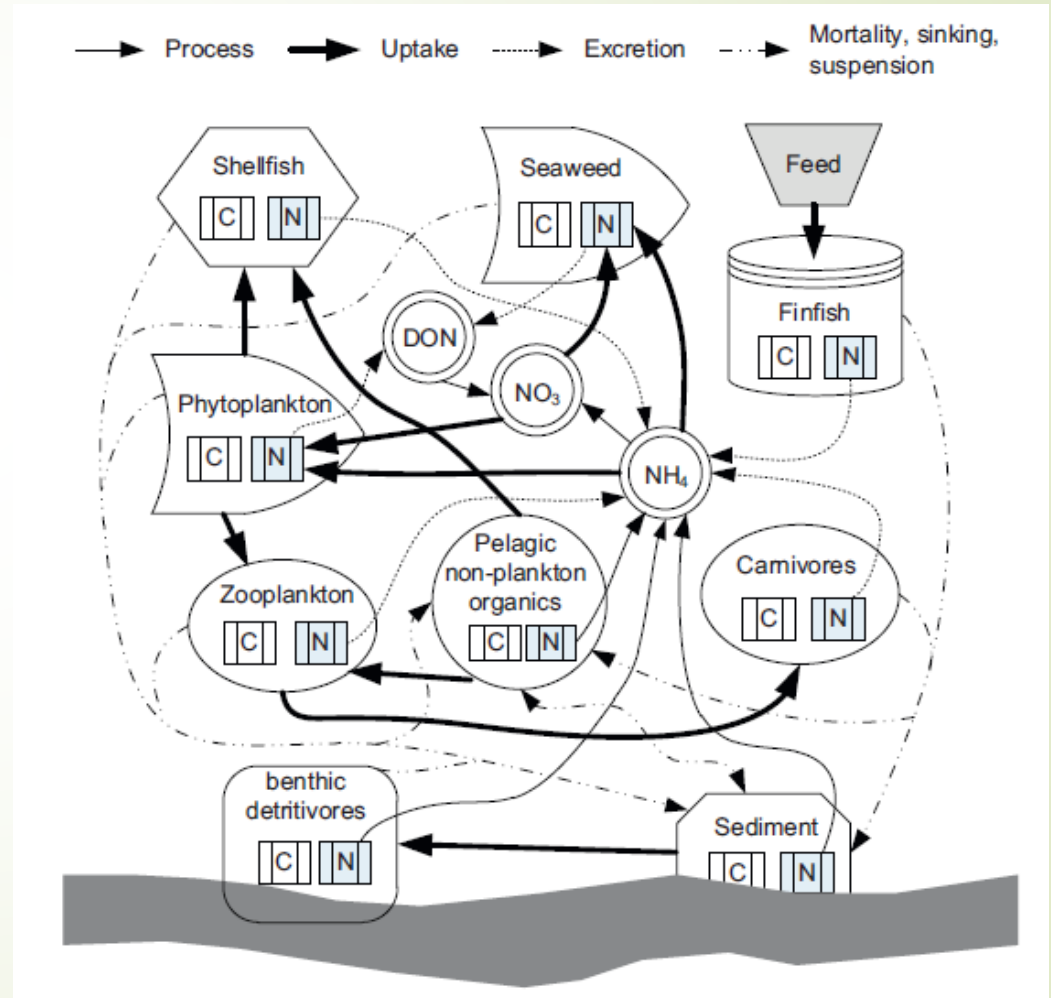 Process
Uptake
Excretion
Mortality, sinking,
suspension
Shellfish
C
N
Seaweed
C
N
Feed
Finfish
C
N
DON
NO₃
Phytoplankton
C
N
NH₄
Pelagic
non-plankton
organics
C
N
Carnivores
C
N
Zooplankton
C
N
benthic
detritivores
C
N
Sediment
C
N